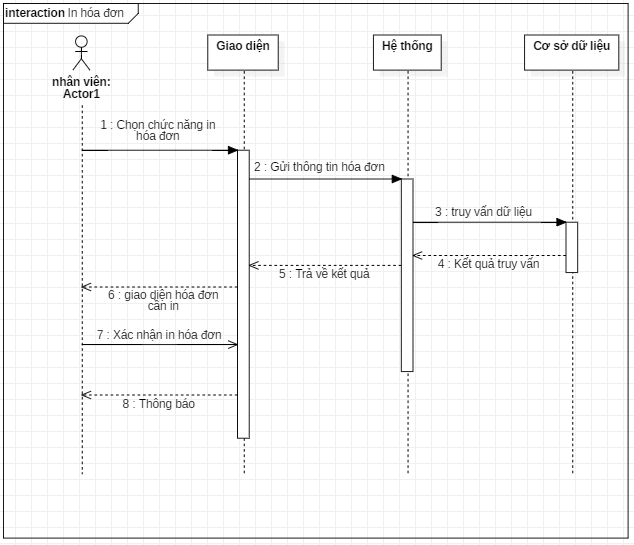 interaction In hóa đơn
Giao diện
Hệ thống
Cơ sở dữ liệu
nhân viên:
Actor1
1 : Chọn chức năng in
hóa đơn
2 : Gửi thông tin hóa đơn
3 : truy vấn dữ liệu
4 : Kết quả truy vấn
5 : Trả về kết quả
6 : giao diện hóa đơn
cần in
7 : Xác nhận in hóa đơn
8 : Thông báo